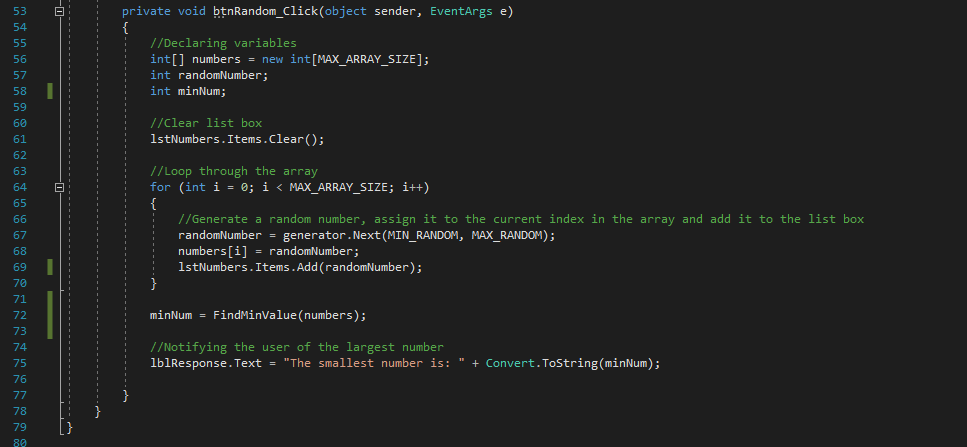 53 private void btnRandom_Click(object sender, EventArgs e)
54 {
55 //Declaring variables
56 int[] numbers = new int[MAX_ARRAY_SIZE];
57 int randomNumber;
58 int minNum;
59
60 //Clear list box
61 lstNumbers.Items.Clear();
62
63 //Loop through the array
64 for (int i = 0; i < MAX_ARRAY_SIZE; i++)
65 {
66 //Generate a random number, assign it to the current index in the array and add it to the list box
67 randomNumber = generator.Next(MIN_RANDOM, MAX_RANDOM);
68 numbers[i] = randomNumber;
69 lstNumbers.Items.Add(randomNumber);
70 }
71
72 minNum = FindMinValue(numbers);
73
74 //Notifying the user of the largest number
75 lblResponse.Text = "The smallest number is: " + Convert.ToString(minNum);
76
77 }
78 }
79 }
80